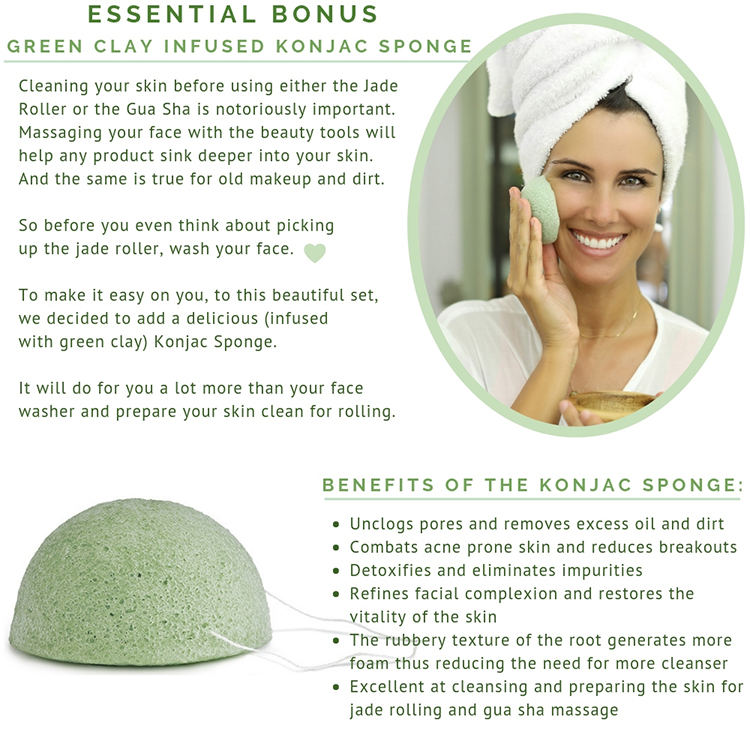 ESSENTIAL BONUS
GREEN CLAY INFUSED KONJAC SPONGE
Cleaning your skin before using either the Jade
Roller or the Gua Sha is notoriously important.
Massaging your face with the beauty tools will
help any product sink deeper into your skin.
And the same is true for old makeup and dirt.
So before you even think about picking
up the jade roller, wash your face.
To make it easy on you, to this beautiful set,
we decided to add a delicious (infused
with green clay) Konjac Sponge.
It will do for you a lot more than your face
washer and prepare your skin clean for rolling.
BENEFITS OF THE KONJAC SPONGE:
• Unclogs pores and removes excess oil and dirt
• Combats acne prone skin and reduces breakouts
• Detoxifies and eliminates impurities
• Refines facial complexion and restores the
vitality of the skin
• The rubbery texture of the root generates more
foam thus reducing the need for more cleanser
• Excellent at cleansing and preparing the skin for
jade rolling and gua sha massage